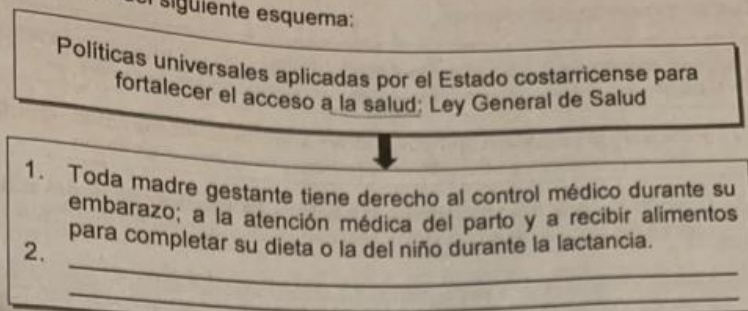 siguiente esquema:
Políticas universales aplicadas por el Estado costarricense para
fortalecer el acceso a la salud: Ley General de Salud
1. Toda madre gestante tiene derecho al control médico durante su
embarazo; a la atención médica del parto y a recibir alimentos
para completar su dieta o la del niño durante la lactancia.
2.